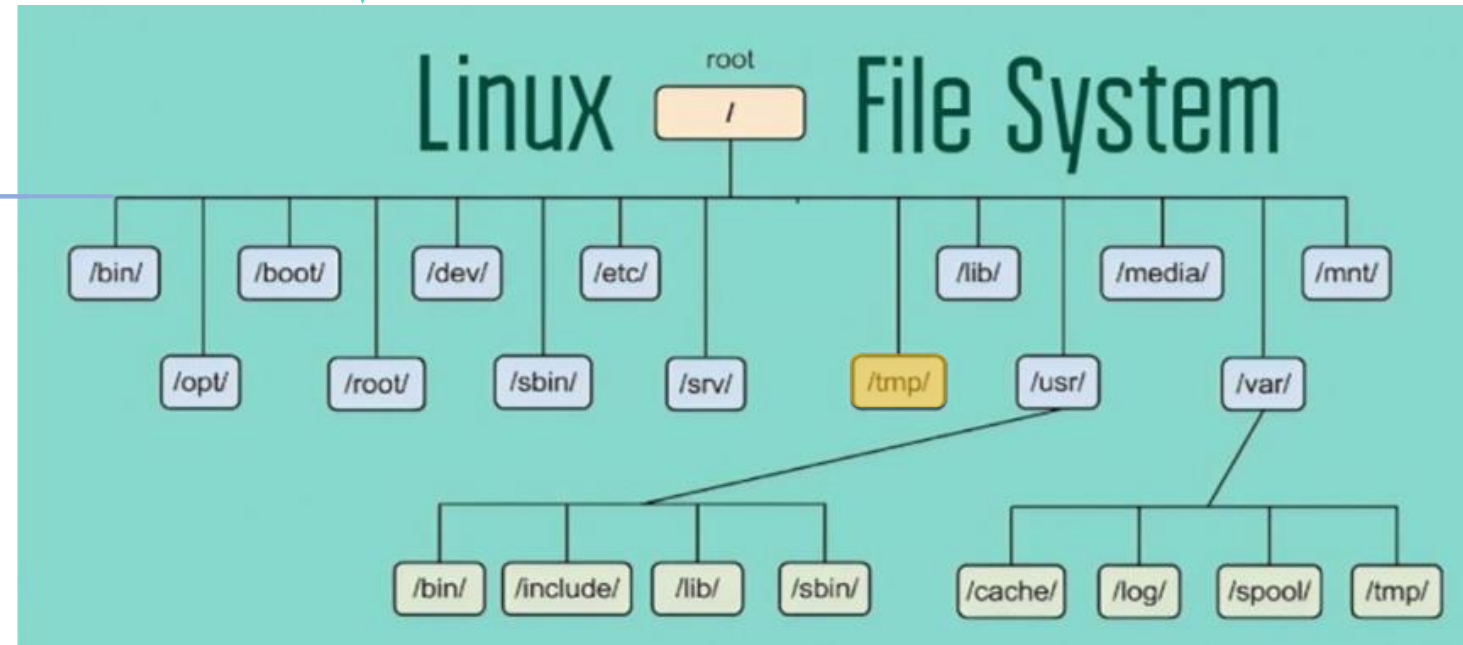 root
Linux / File System
/bin/ /boot/ /dev/ /etc/ /lib/ /media/ /mnt/
/opt/ /root/ /sbin/ /srv/ /tmp/ /usr/ /var/
/bin/ /include/ /lib/ /sbin/ /cache/ /log/ /spool/ /tmp/